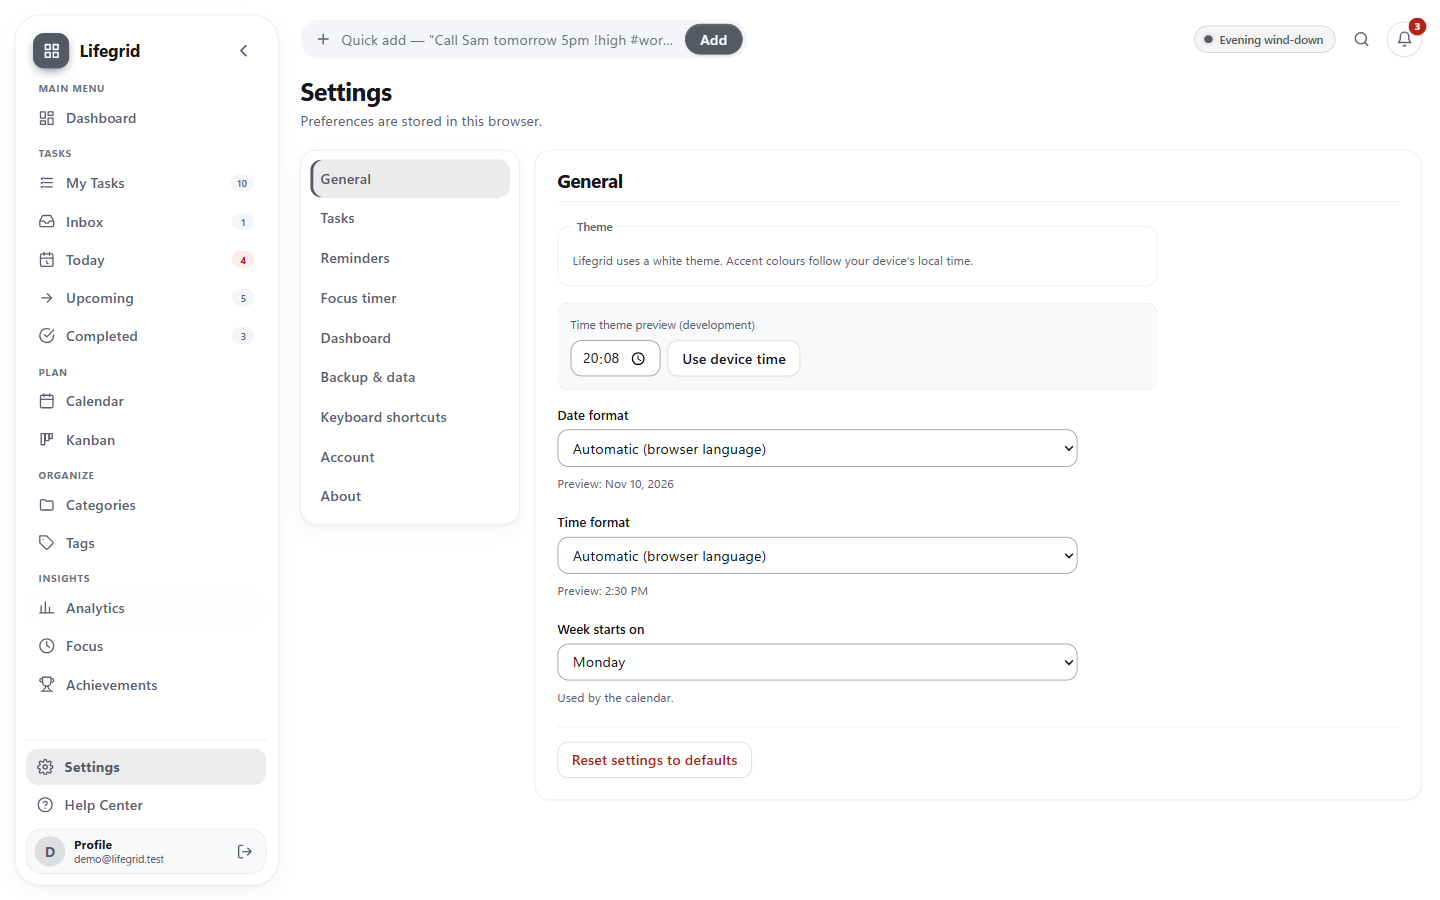 Lifegrid
MAIN MENU
Dashboard
TASKS
My Tasks 10
Inbox 1
Today 4
Upcoming 5
Completed 3
PLAN
Calendar
Kanban
ORGANIZE
Categories
Tags
INSIGHTS
Analytics
Focus
Achievements
Settings
Help Center
D
Profile
demo@lifegrid.test
Quick add — "Call Sam tomorrow 5pm !high #wor...
Add
Evening wind-down
3
Settings
Preferences are stored in this browser.
General
Tasks
Reminders
Focus timer
Dashboard
Backup & data
Keyboard shortcuts
Account
About
General
Theme
Lifegrid uses a white theme. Accent colours follow your device's local time.
Time theme preview (development)
20:08
Use device time
Date format
Automatic (browser language)
Preview: Nov 10, 2026
Time format
Automatic (browser language)
Preview: 2:30 PM
Week starts on
Monday
Used by the calendar.
Reset settings to defaults